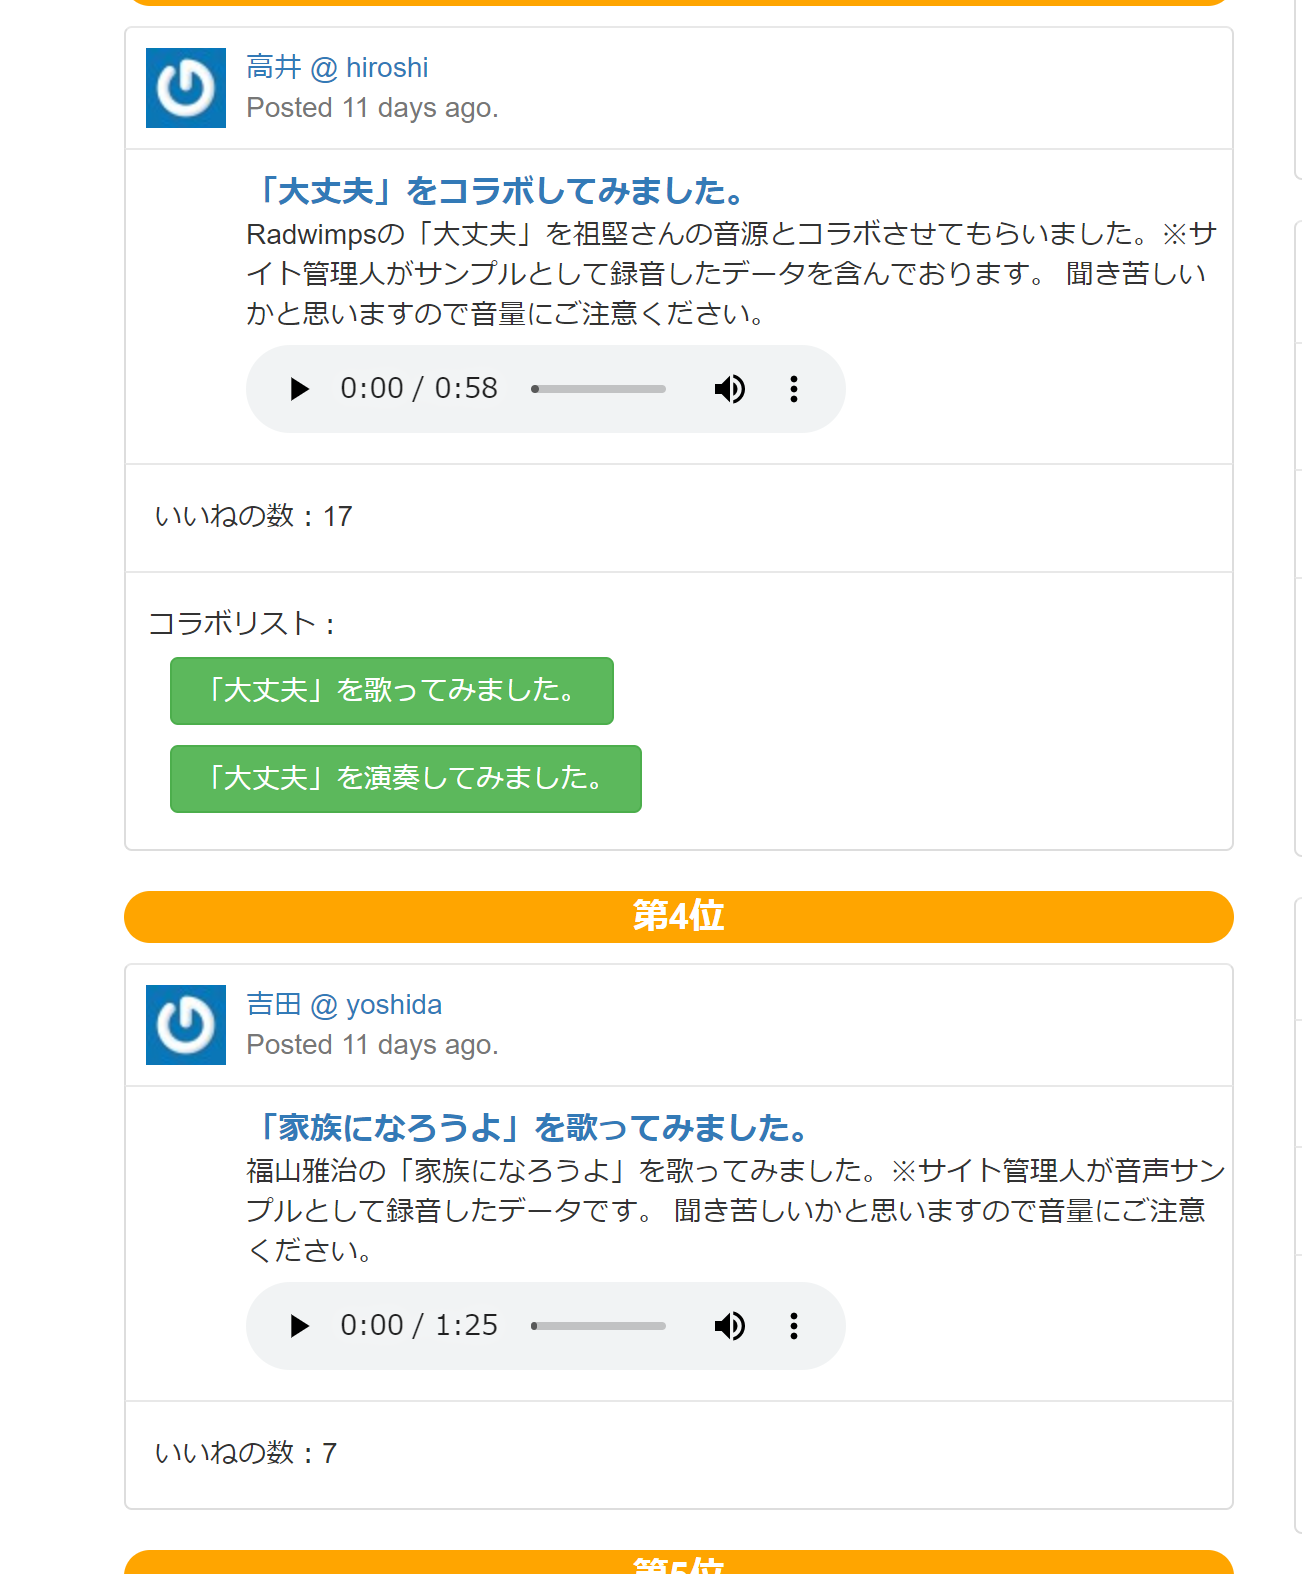 高井 @ hiroshi
Posted 11 days ago.
「大丈夫」をコラボしてみました。
Radwimpsの「大丈夫」を祖堅さんの音源とコラボさせてもらいました。※サ
イト管理人がサンプルとして録音したデータを含んでおります。 聞き苦しい
かと思いますので音量にご注意ください。
0:00 / 0:58
いいねの数：17
コラボリスト：
「大丈夫」を歌ってみました。
「大丈夫」を演奏してみました。
第4位
吉田 @ yoshida
Posted 11 days ago.
「家族になろうよ」を歌ってみました。
福山雅治の「家族になろうよ」を歌ってみました。※サイト管理人が音声サン
プルとして録音したデータです。 聞き苦しいかと思いますので音量にご注意
ください。
0:00 / 1:25
いいねの数：7
第5位